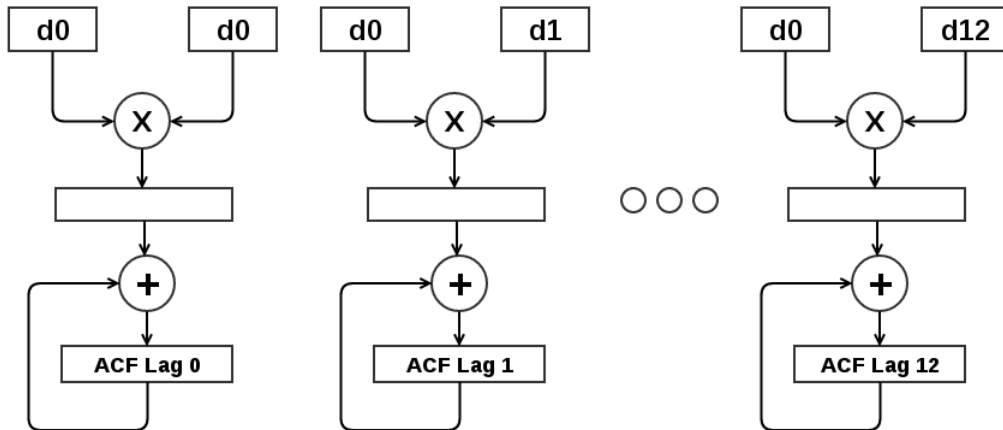 d0 d0 d0 d1 d0 d12
X X X
+ + +
ACF Lag 0 ACF Lag 1 ACF Lag 12